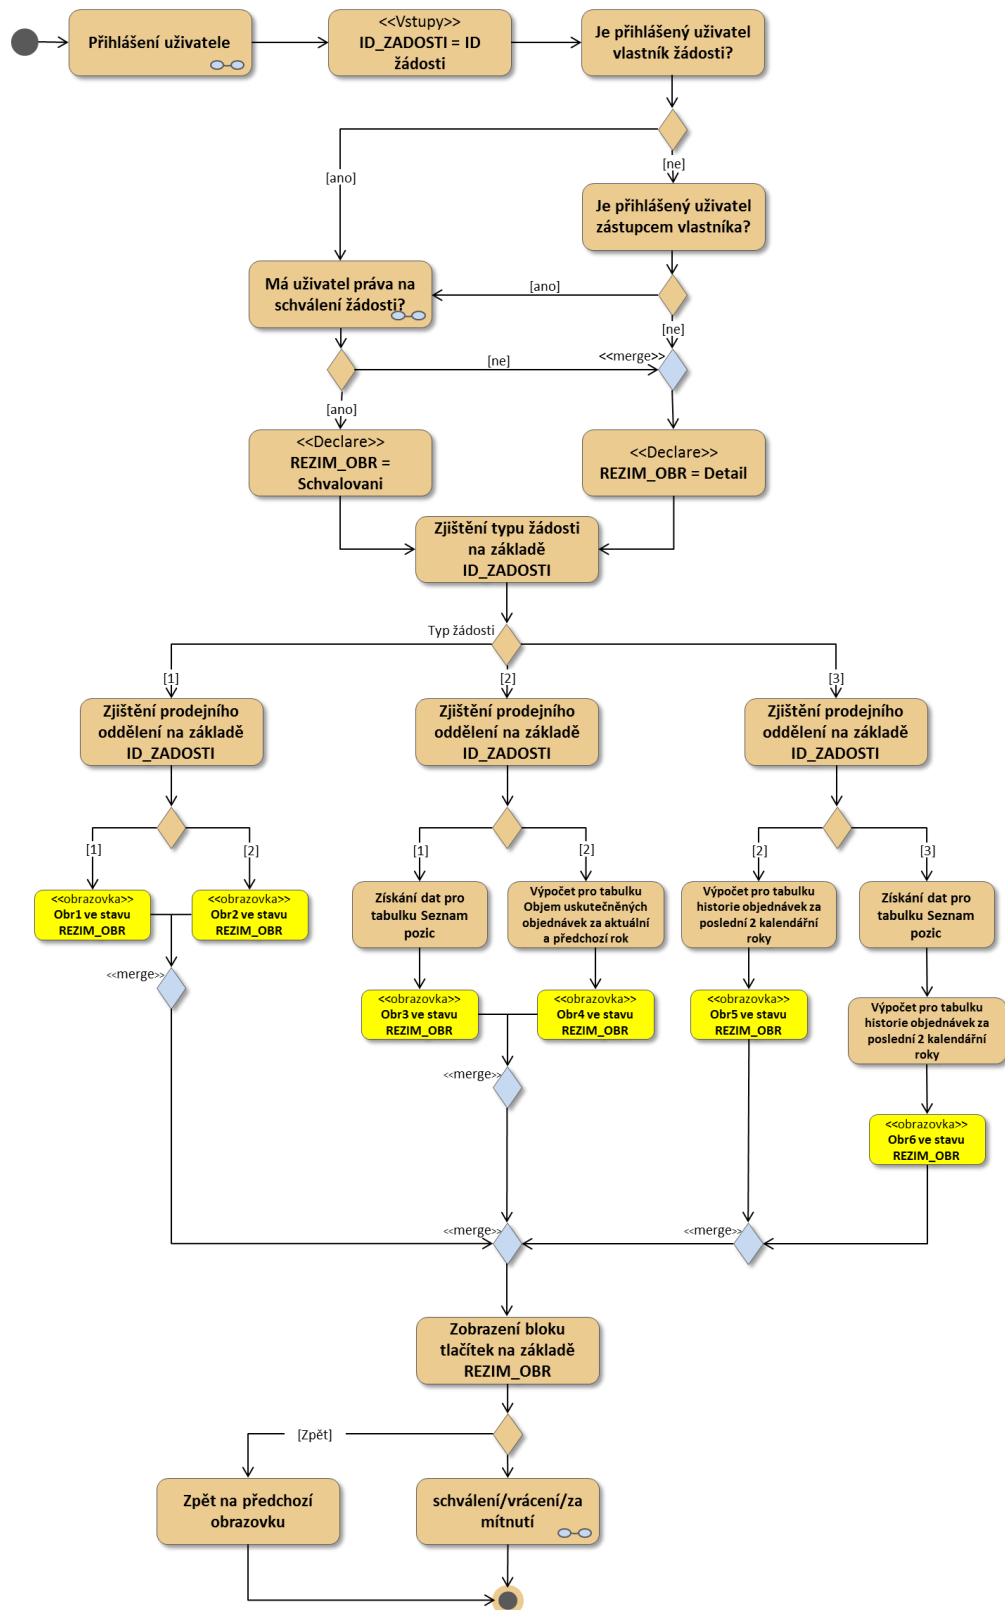 Přihlášení uživatele
<<Vstupy>>
ID_ZADOSTI = ID
žádosti
Je přihlášený uživatel
vlastník žádosti?
[ano]
[ne]
Je přihlášený uživatel
zástupcem vlastníka?
Má uživatel práva na
schválení žádosti?
[ano]
[ne]
[ne]
<<merge>>
[ano]
<<Declare>>
REZIM_OBR =
Schvalovani
<<Declare>>
REZIM_OBR = Detail
Zjištění typu žádosti
na základě
ID_ZADOSTI
Typ žádosti
[1]
[2]
[3]
Zjištění prodejního
oddělení na základě
ID_ZADOSTI
Zjištění prodejního
oddělení na základě
ID_ZADOSTI
Zjištění prodejního
oddělení na základě
ID_ZADOSTI
[1]
[2]
[1]
[2]
[2]
[3]
<<obrazovka>>
Obr1 ve stavu
REZIM_OBR
<<obrazovka>>
Obr2 ve stavu
REZIM_OBR
Získání dat pro
tabulku Seznam
pozic
Výpočet pro tabulku
Objem uskutečněných
objednávek za aktuální
a předchozí rok
Výpočet pro tabulku
historie objednávek za
poslední 2 kalendářní
roky
Získání dat pro
tabulku Seznam
pozic
<<merge>>
<<obrazovka>>
Obr3 ve stavu
REZIM_OBR
<<obrazovka>>
Obr4 ve stavu
REZIM_OBR
<<obrazovka>>
Obr5 ve stavu
REZIM_OBR
Výpočet pro tabulku
historie objednávek za
poslední 2 kalendářní
roky
<<merge>>
<<obrazovka>>
Obr6 ve stavu
REZIM_OBR
<<merge>>
<<merge>>
Zobrazení bloku
tlačítek na základě
REZIM_OBR
[Zpět]
Zpět na předchozí
obrazovku
schválení/vrácení/za
mítnutí